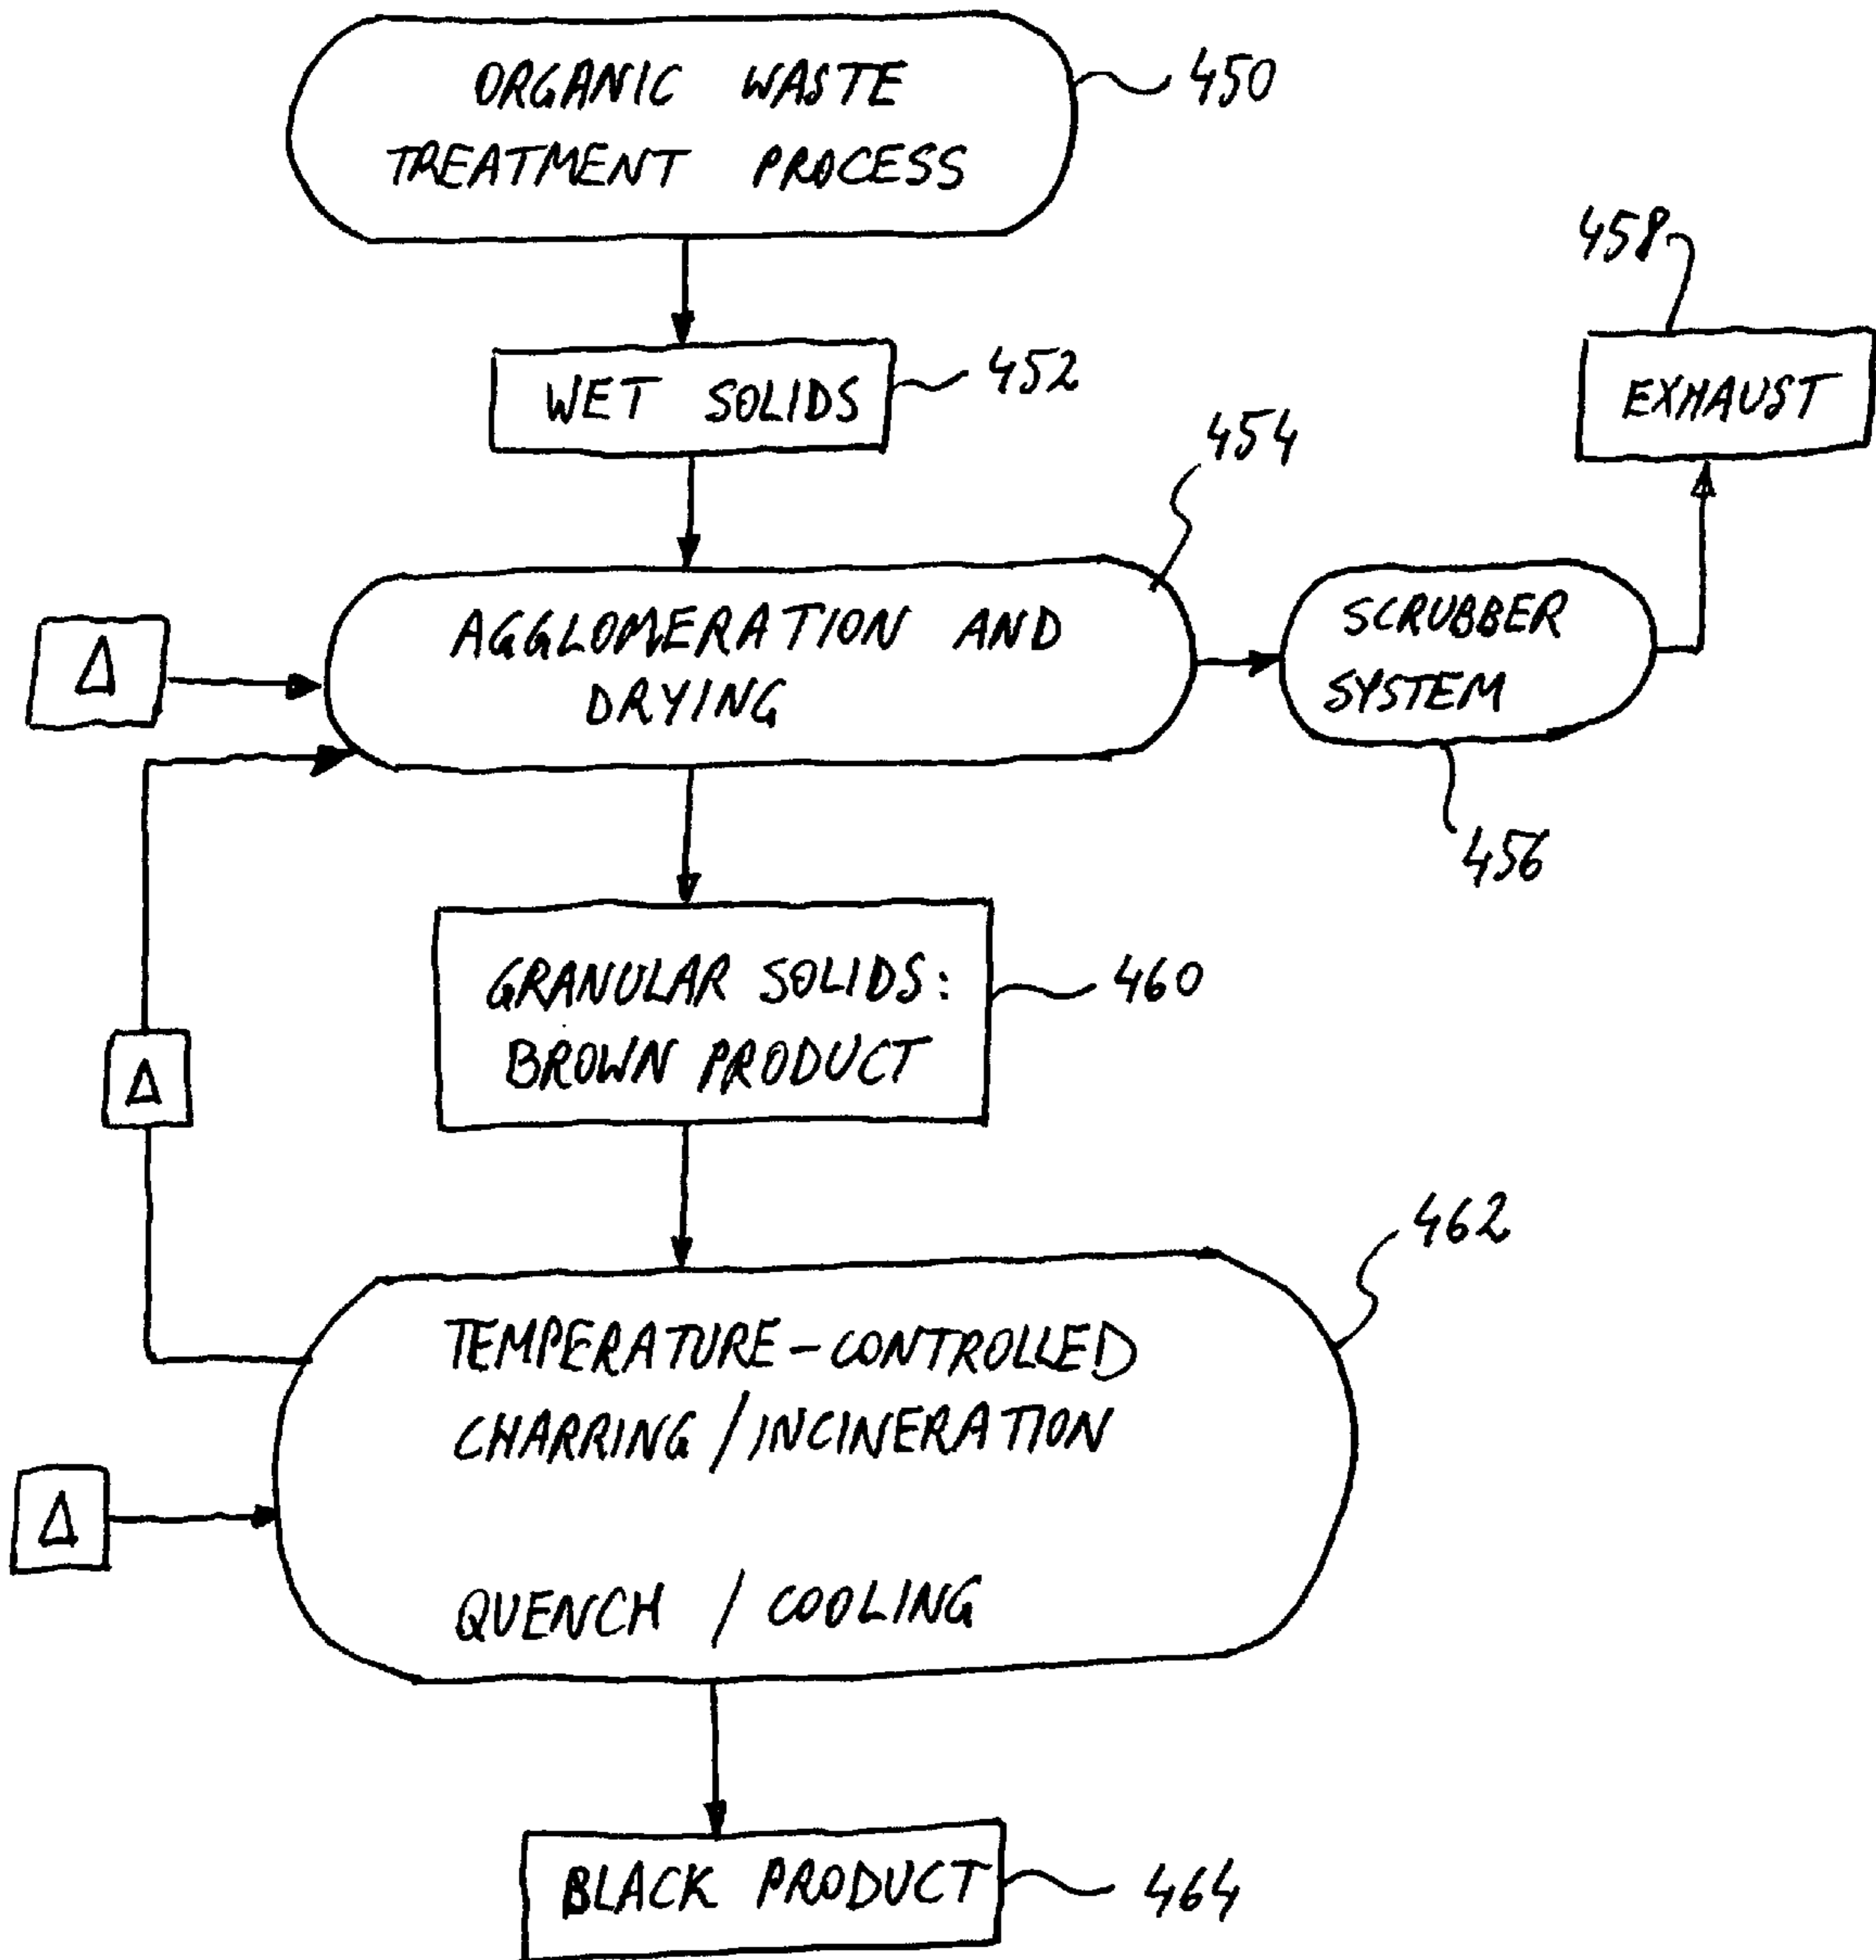 ORGANIC WASTE
TREATMENT PROCESS
450
458
WET SOLIDS
452
EXHAUST
454
AGGLOMERATION AND
DRYING
Δ
SCRUBBER
SYSTEM
456
GRANULAR SOLIDS:
BROWN PRODUCT
460
Δ
462
TEMPERATURE-CONTROLLED
CHARRING / INCINERATION
Δ
QUENCH / COOLING
BLACK PRODUCT
464